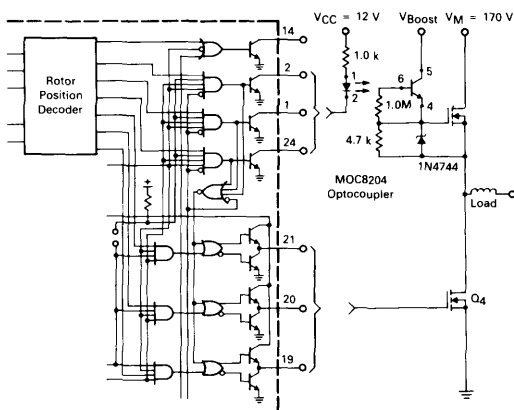 14
VCC = 12 V
VBoost
VM = 170 V
1.0 k
Rotor
Position
Decoder
2
1
2
5
6
1
1.0M
4
24
4.7 k
1N4744
MOC8204
Optocoupler
Load
21
20
Q4
19